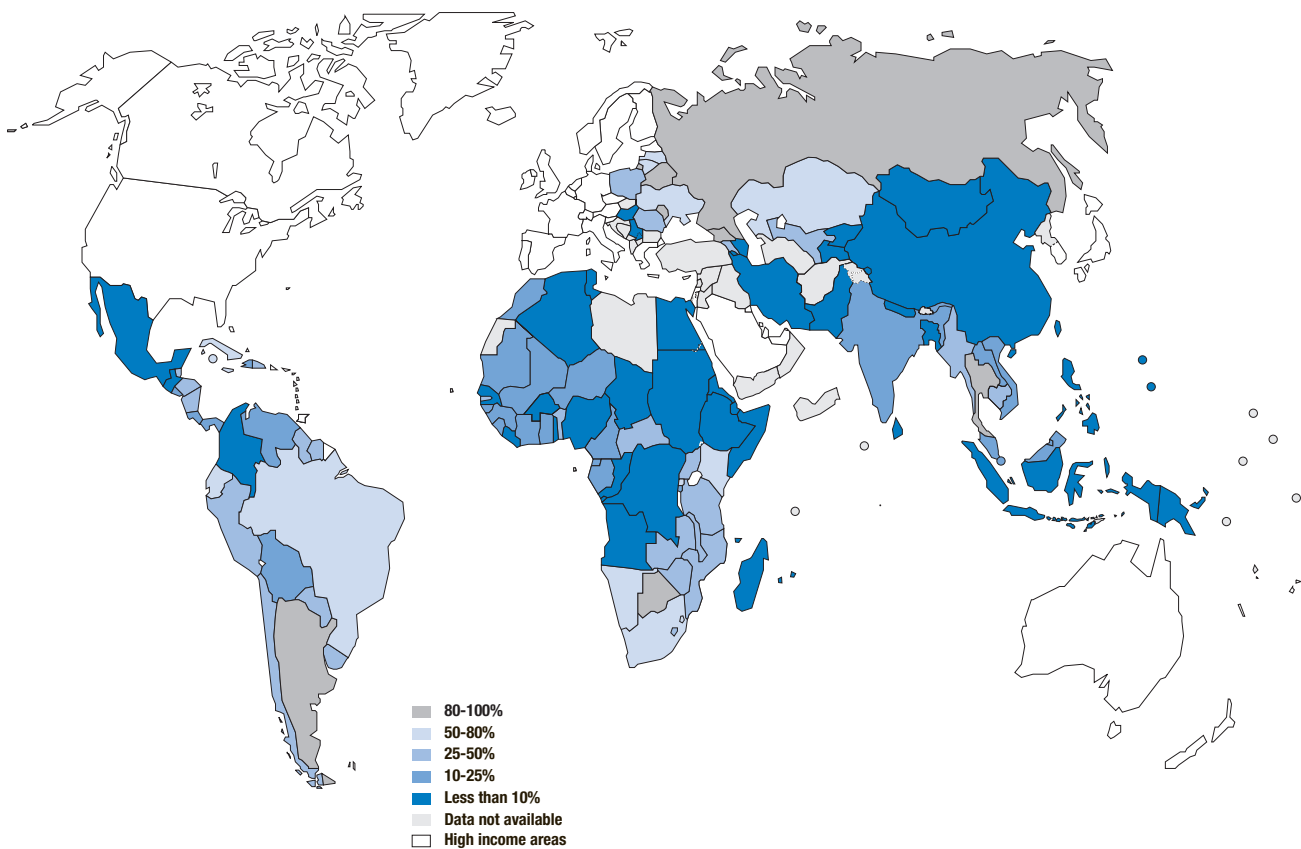 80-100%
50-80%
25-50%
10-25%
Less than 10%
Data not available
High income areas